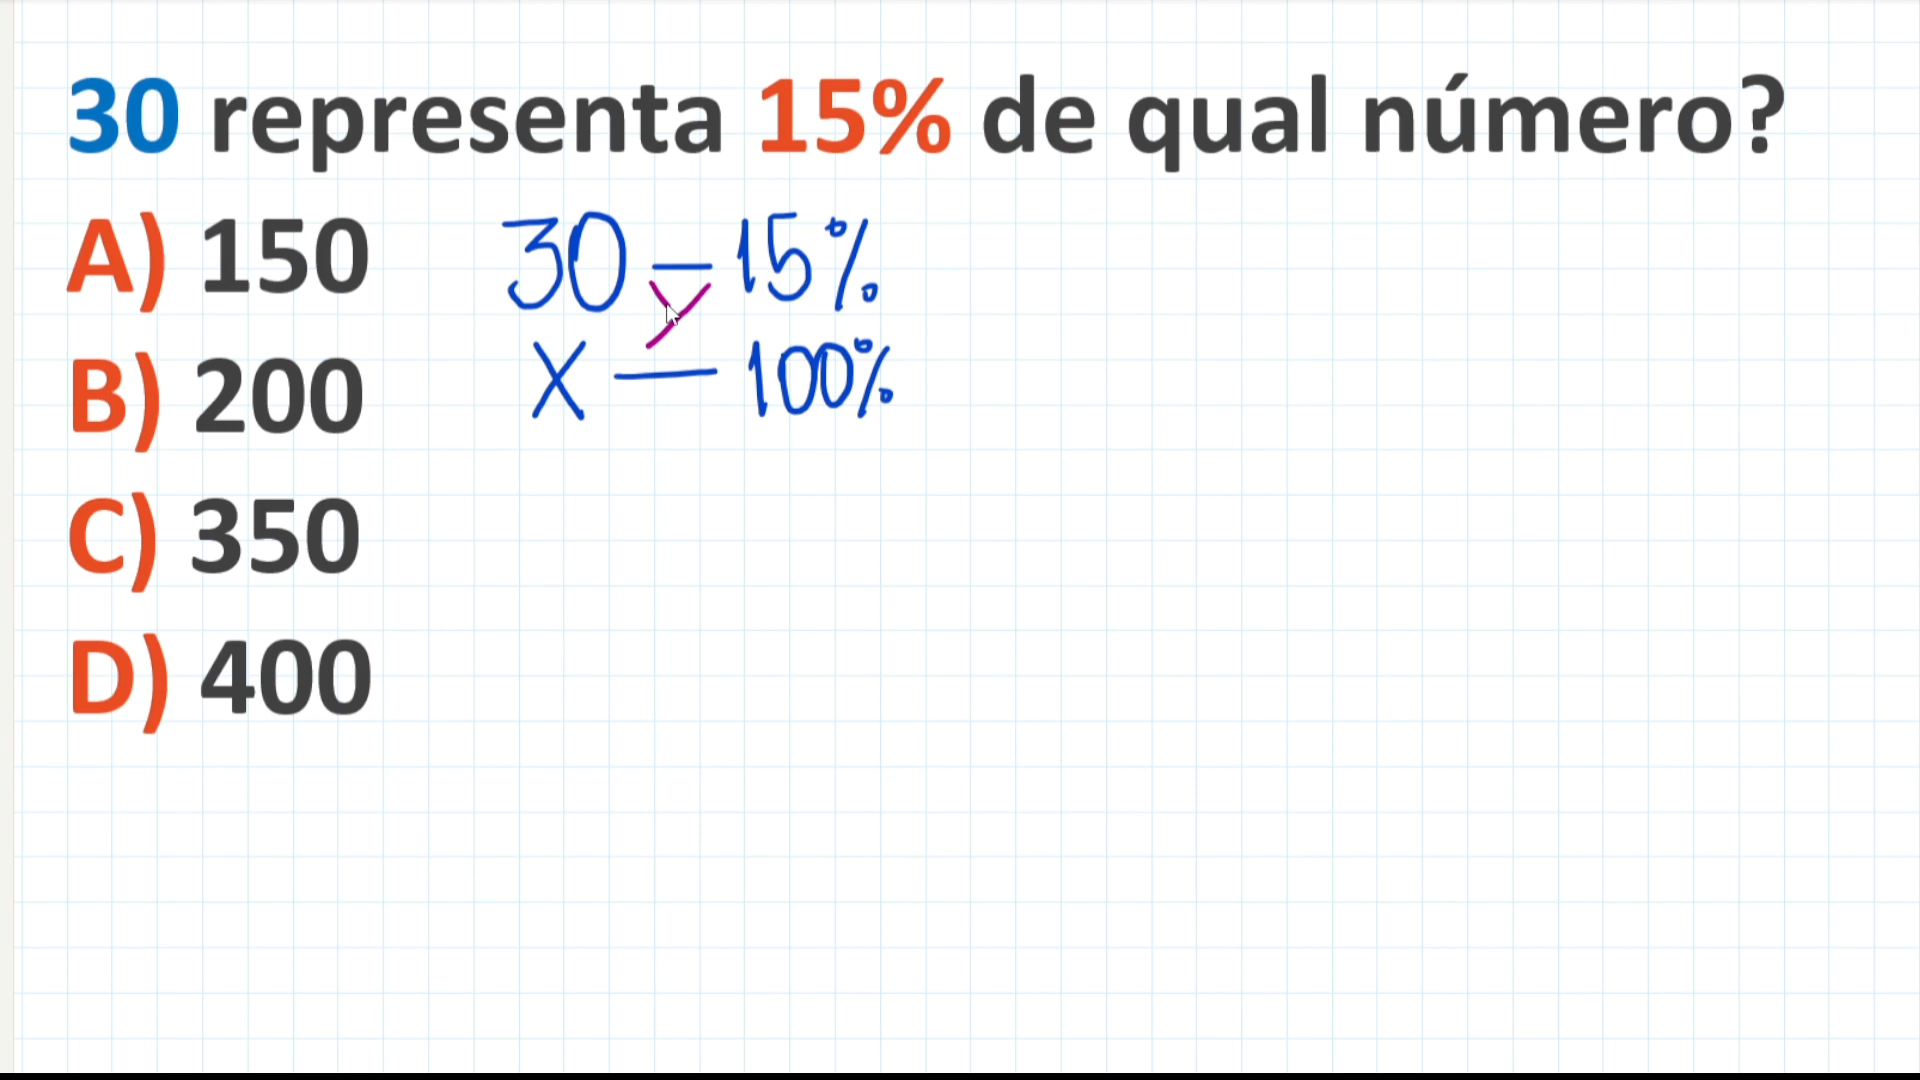 30 representa 15% de qual número?
A) 150
30 — 15%
B) 200
x — 100%
C) 350
D) 400